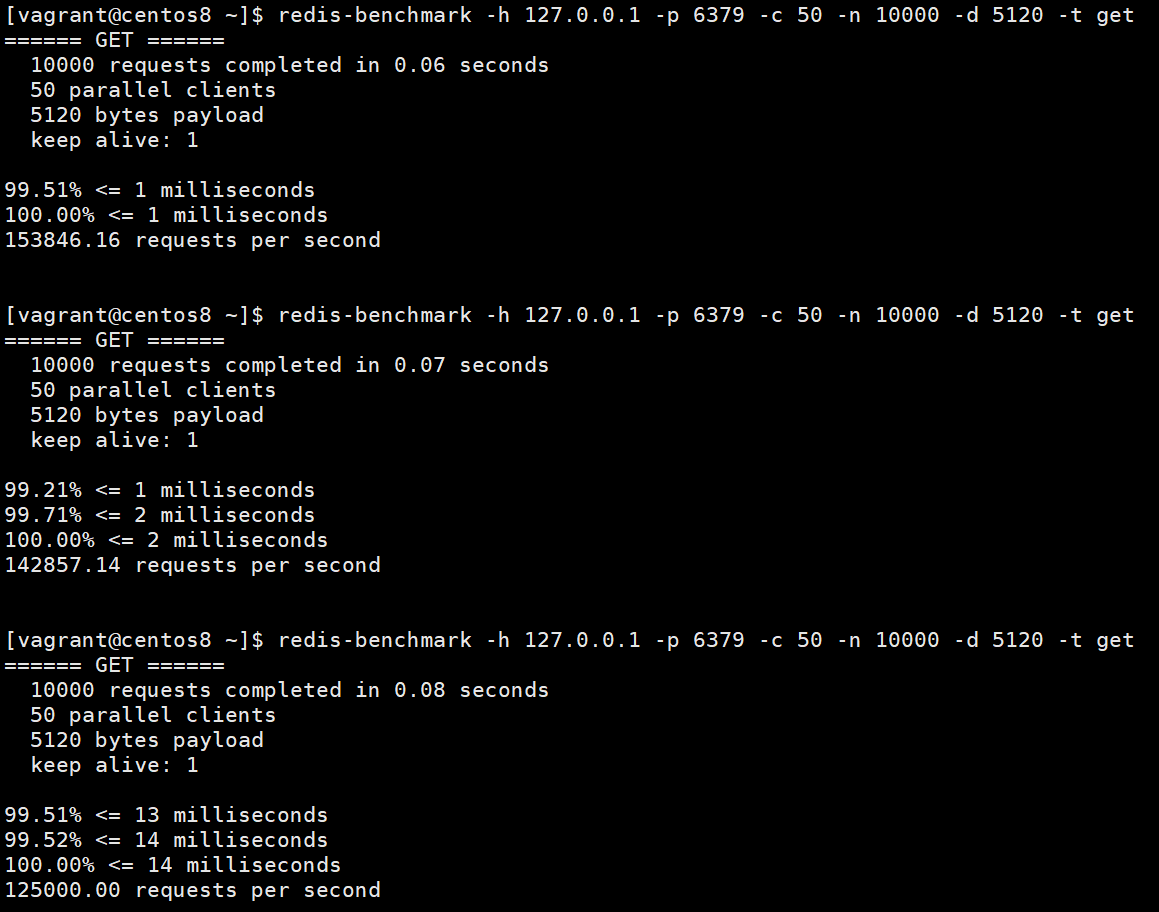 [vagrant@centos8 ~]$ redis-benchmark -h 127.0.0.1 -p 6379 -c 50 -n 10000 -d 5120 -t get
====== GET ======
  10000 requests completed in 0.06 seconds
  50 parallel clients
  5120 bytes payload
  keep alive: 1

99.51% <= 1 milliseconds
100.00% <= 1 milliseconds
153846.16 requests per second


[vagrant@centos8 ~]$ redis-benchmark -h 127.0.0.1 -p 6379 -c 50 -n 10000 -d 5120 -t get
====== GET ======
  10000 requests completed in 0.07 seconds
  50 parallel clients
  5120 bytes payload
  keep alive: 1

99.21% <= 1 milliseconds
99.71% <= 2 milliseconds
100.00% <= 2 milliseconds
142857.14 requests per second


[vagrant@centos8 ~]$ redis-benchmark -h 127.0.0.1 -p 6379 -c 50 -n 10000 -d 5120 -t get
====== GET ======
  10000 requests completed in 0.08 seconds
  50 parallel clients
  5120 bytes payload
  keep alive: 1

99.51% <= 13 milliseconds
99.52% <= 14 milliseconds
100.00% <= 14 milliseconds
125000.00 requests per second